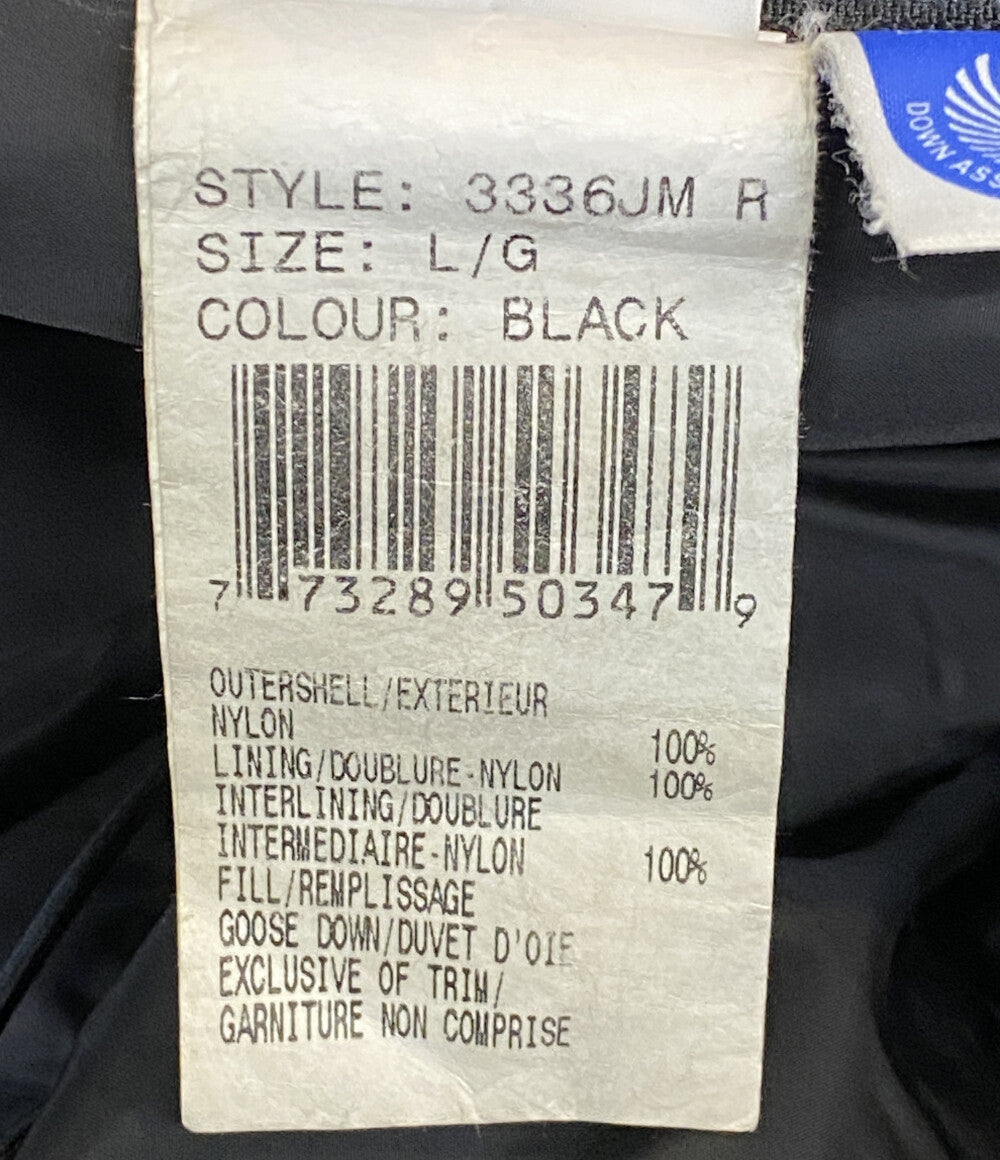 STYLE: 3336JM R
SIZE: L/G
COLOUR: BLACK
7 73289 50347 9
OUTERSHELL/EXTERIEUR
NYLON 100%
LINING/DOUBLURE-NYLON 100%
INTERLINING/DOUBLURE
INTERMEDIAIRE-NYLON 100%
FILL/REMPLISSAGE
GOOSE DOWN/DUVET D'OIE
EXCLUSIVE OF TRIM/
GARNITURE NON COMPRISE
DOWN ASS